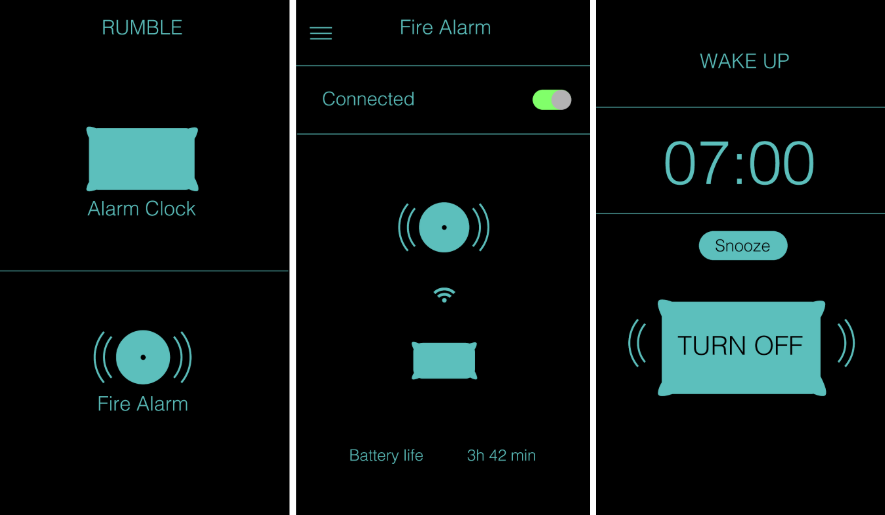 RUMBLE
Alarm Clock
Fire Alarm
Fire Alarm
Connected
Battery life 3h 42 min
WAKE UP
07:00
Snooze
TURN OFF